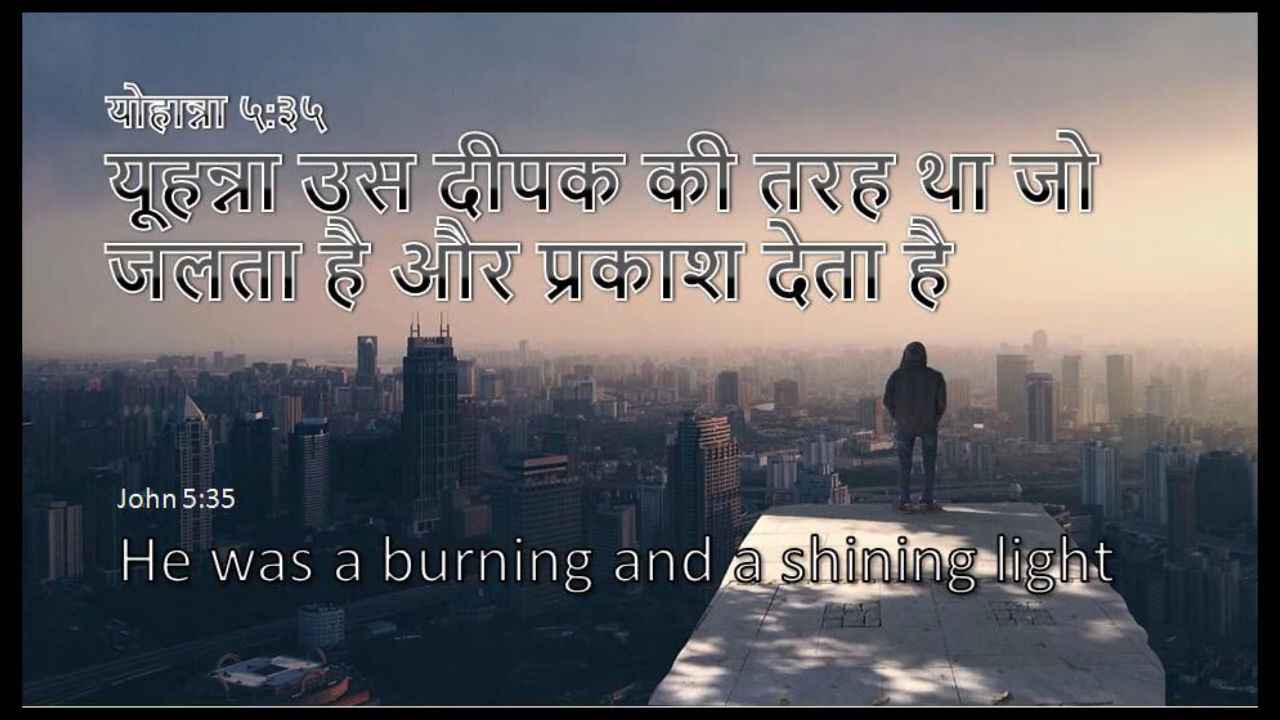 योहान्ना ५:३५
यूहन्ना उस दीपक की तरह था जो
जलता है और प्रकाश देता है
John 5:35
He was a burning and a shining light